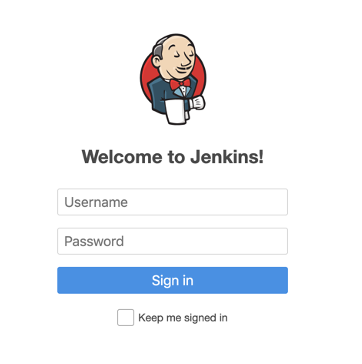 Welcome to Jenkins!
Username
Password
Sign in
Keep me signed in